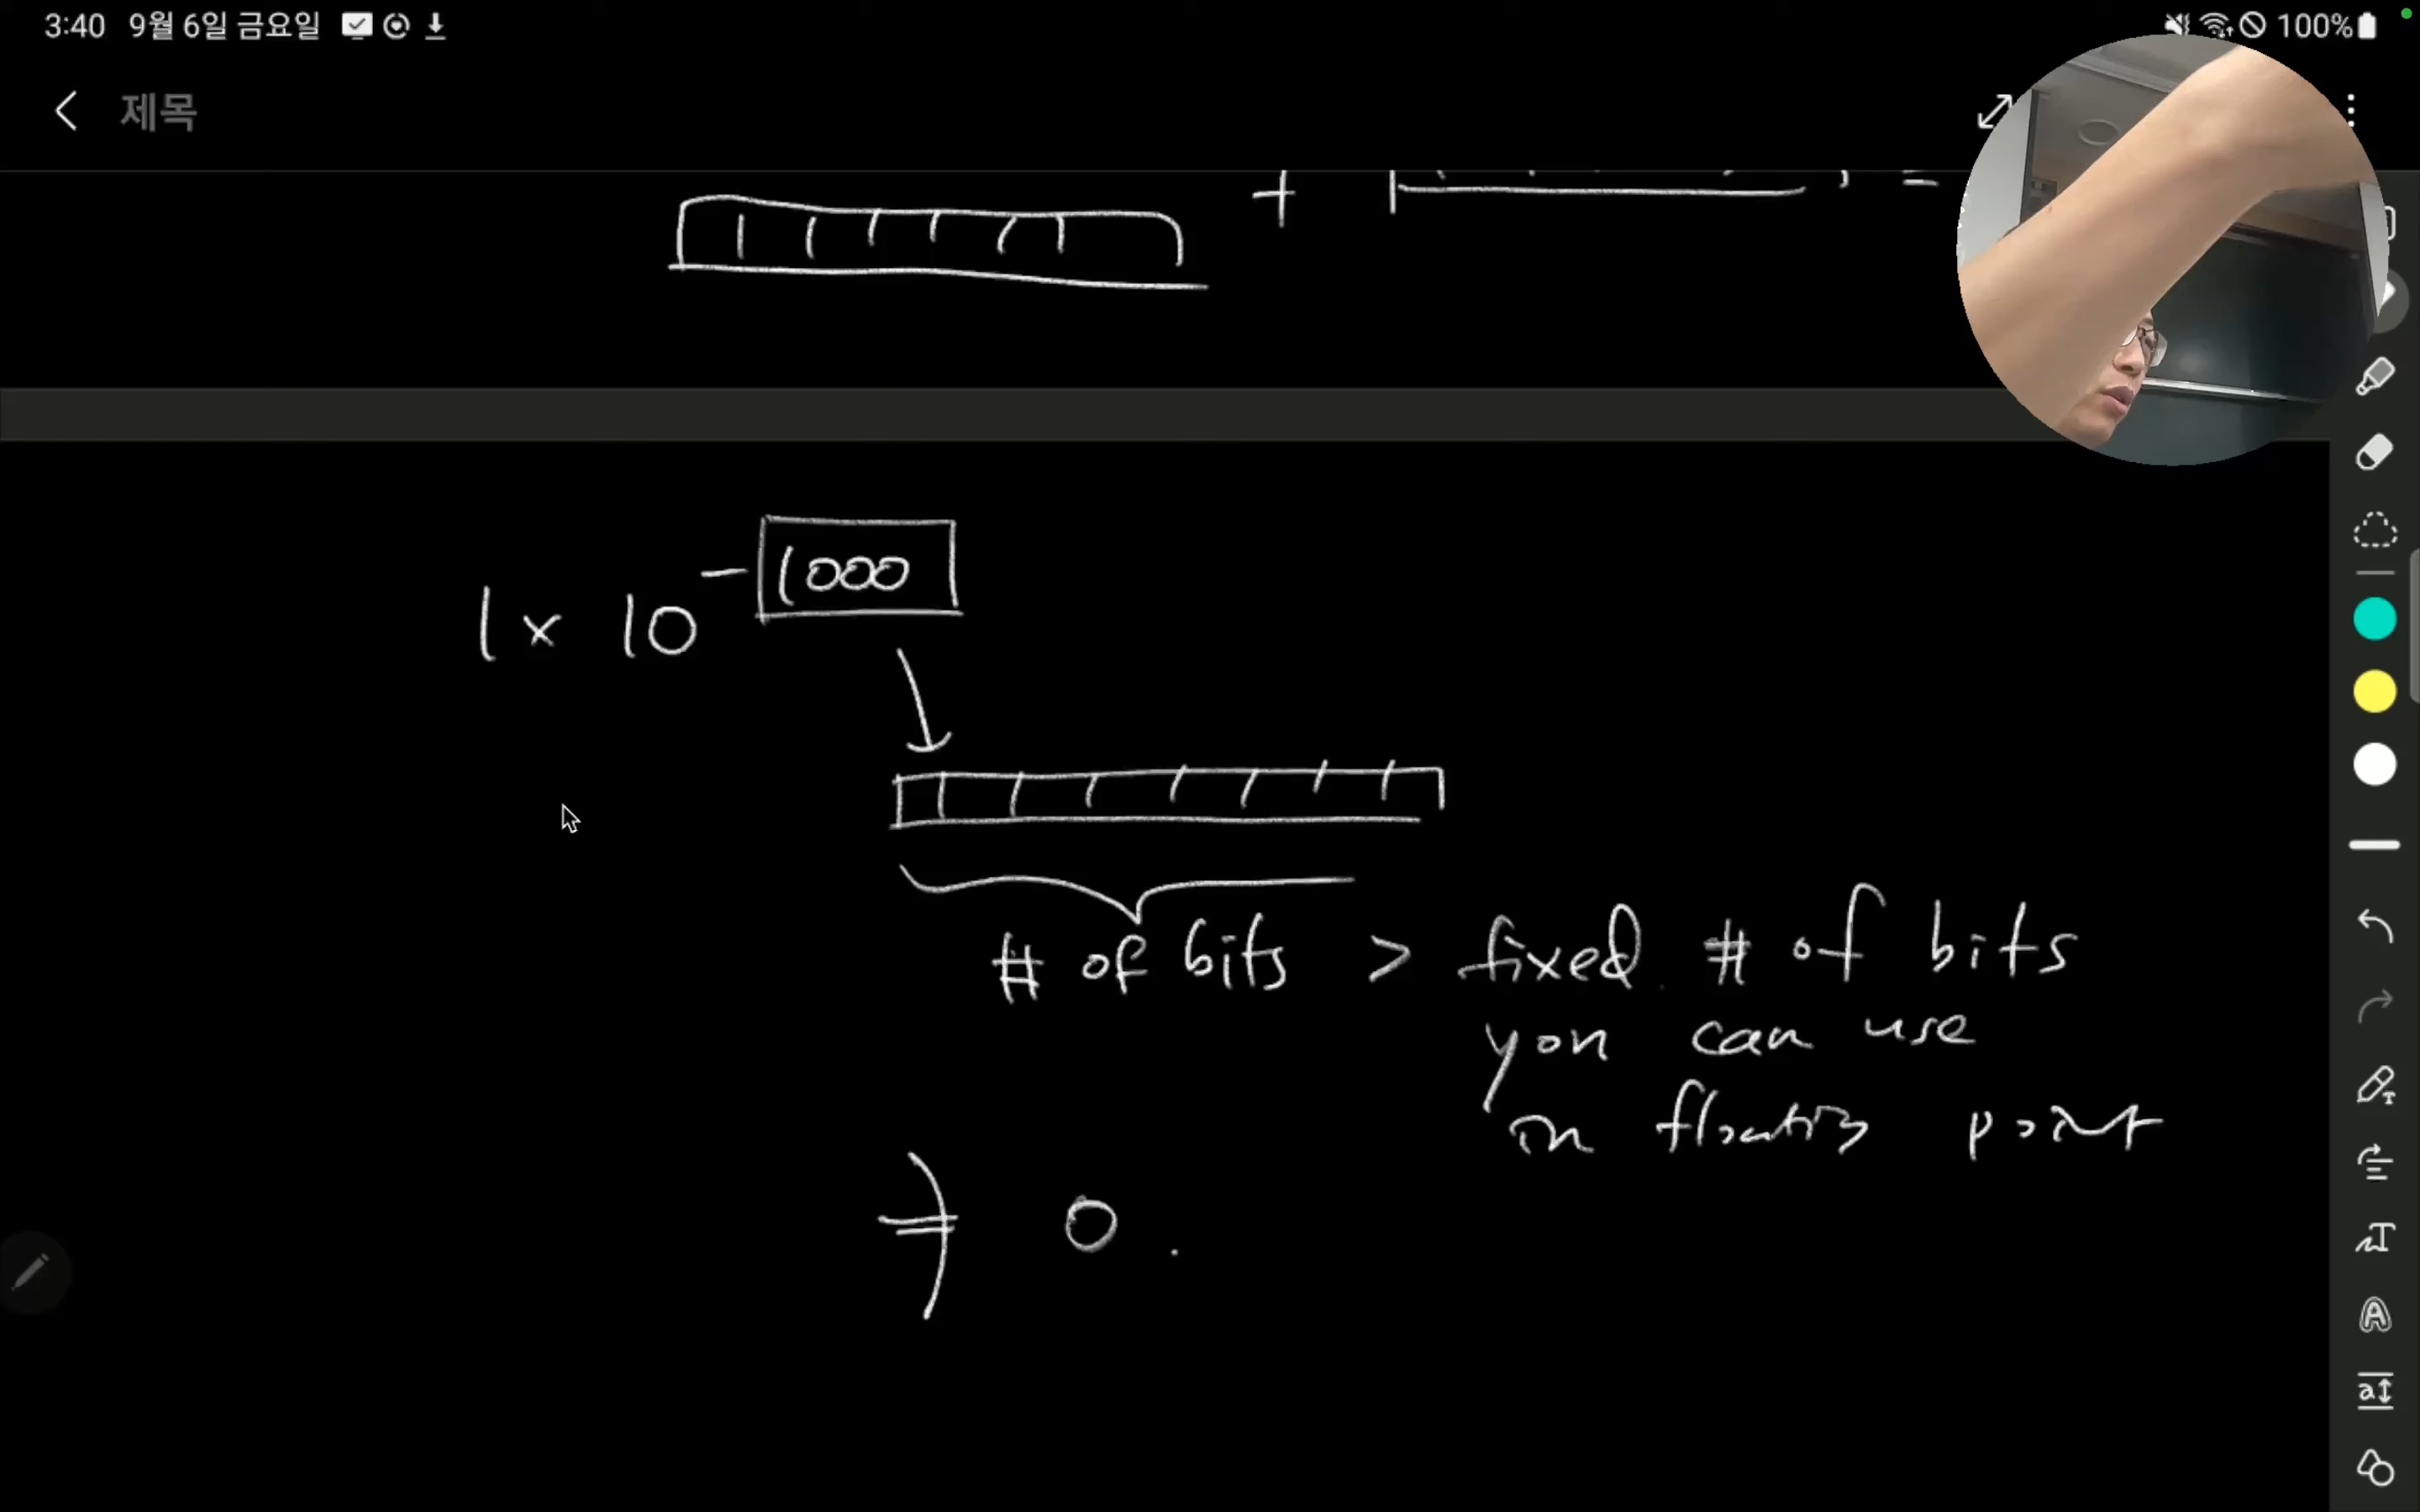 3:40 9월 6일 금요일 100%
제목
+
1 × 10 - 1000
# of bits > fixed # of bits
you can use
in floating point
0.